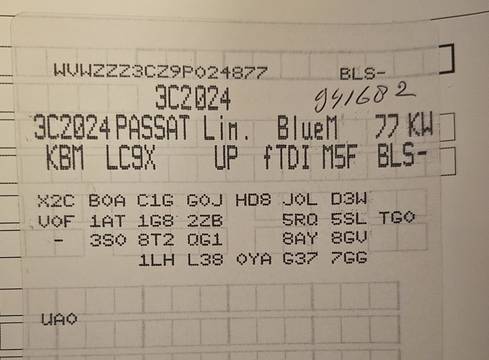 WVWZZZ3CZ9P024877 BLS-
3C2024 941682
3C2024 PASSAT Lim. BlueM 77 KW
KBM LC9X UP fTDI M5F BLS-
X2C B0A C1G G0J HD8 J0L D3W
V0F 1AT 1G8 2ZB 5RQ 5SL TG0
- 3S0 8T2 QG1 8AY 8GV
1LH L38 0YA G37 7GG
UA0